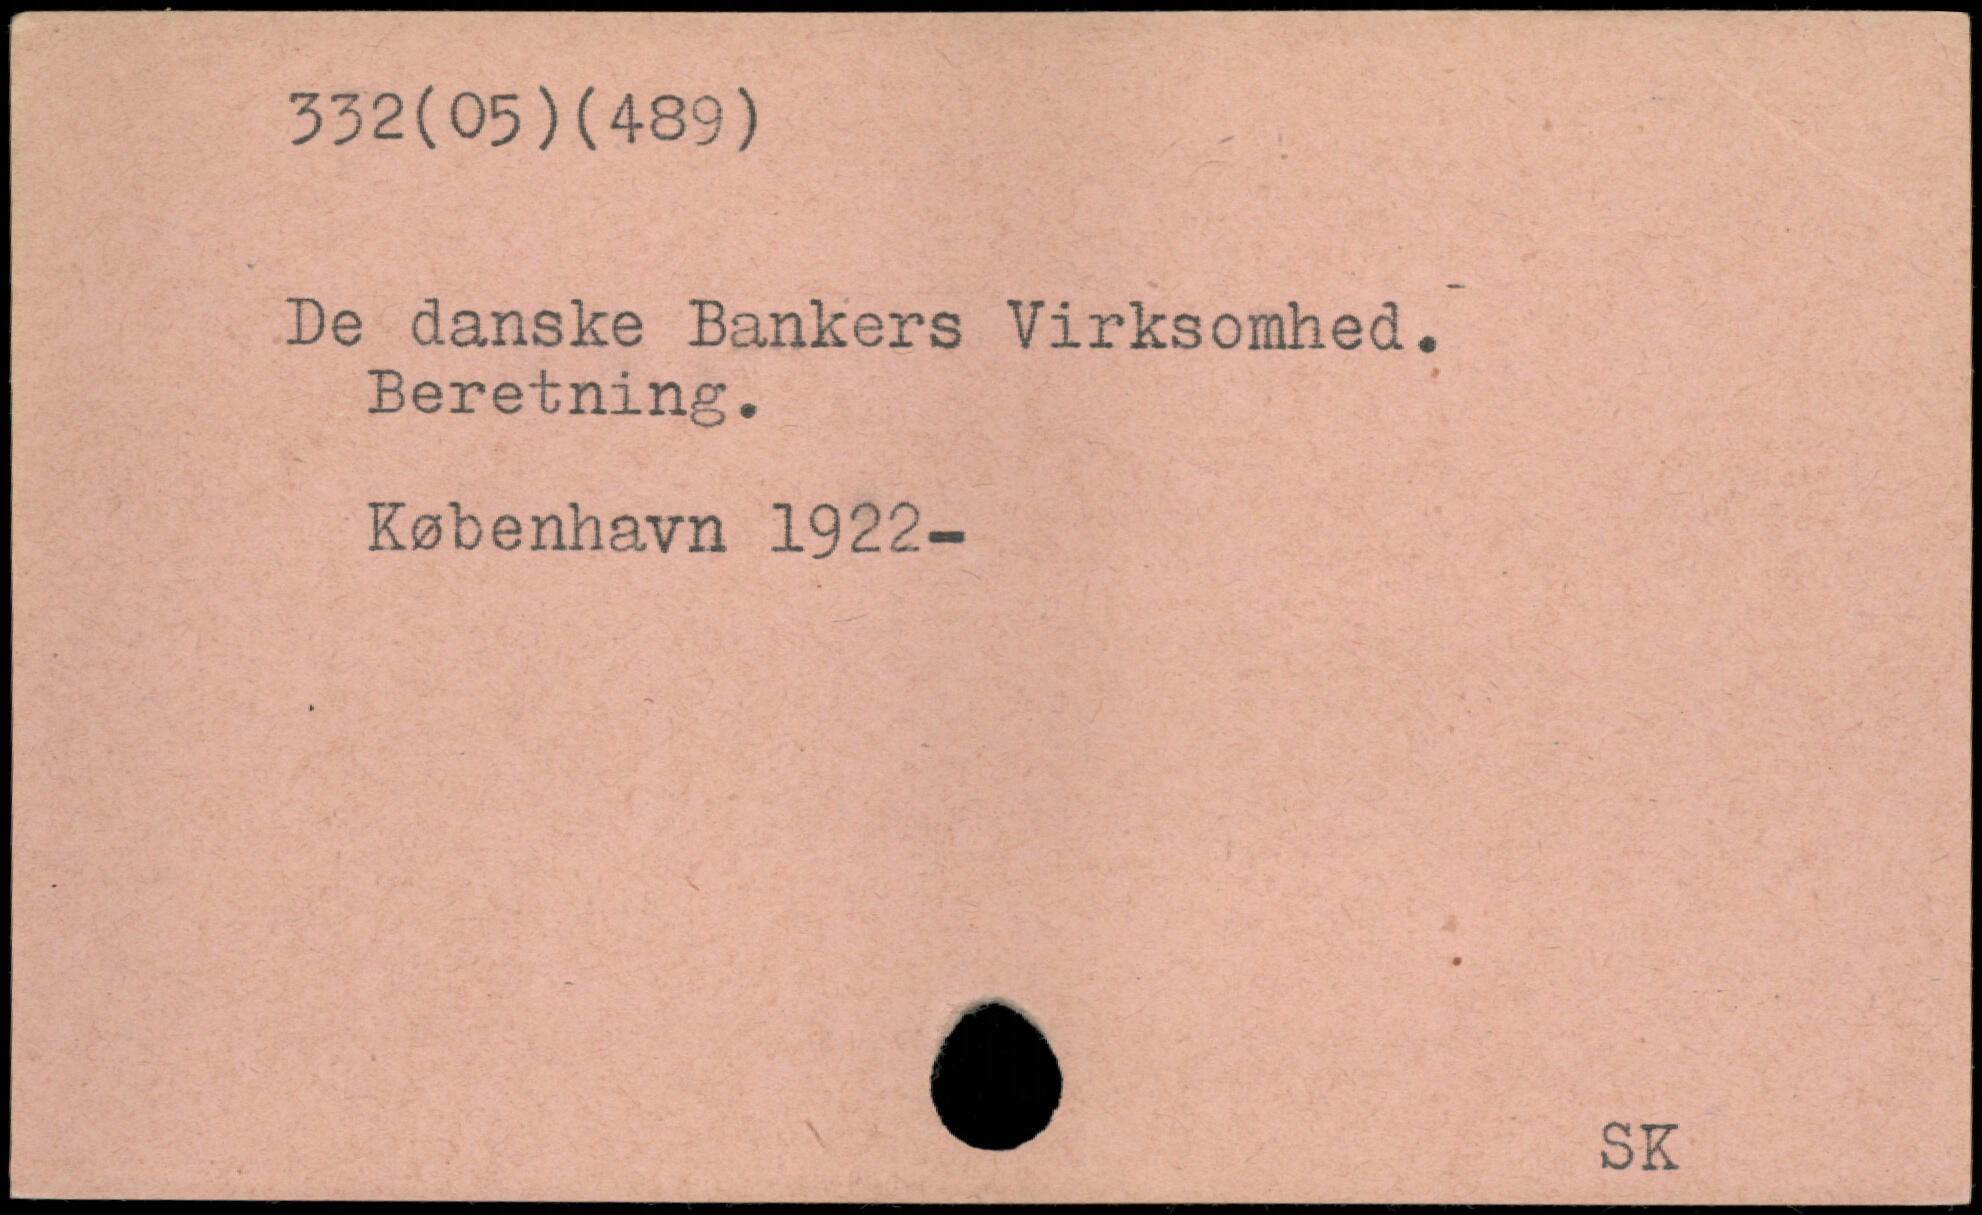 332(05)(489)
De danske Bankers Virksomhed.
Beretning.
København 1922-
SK